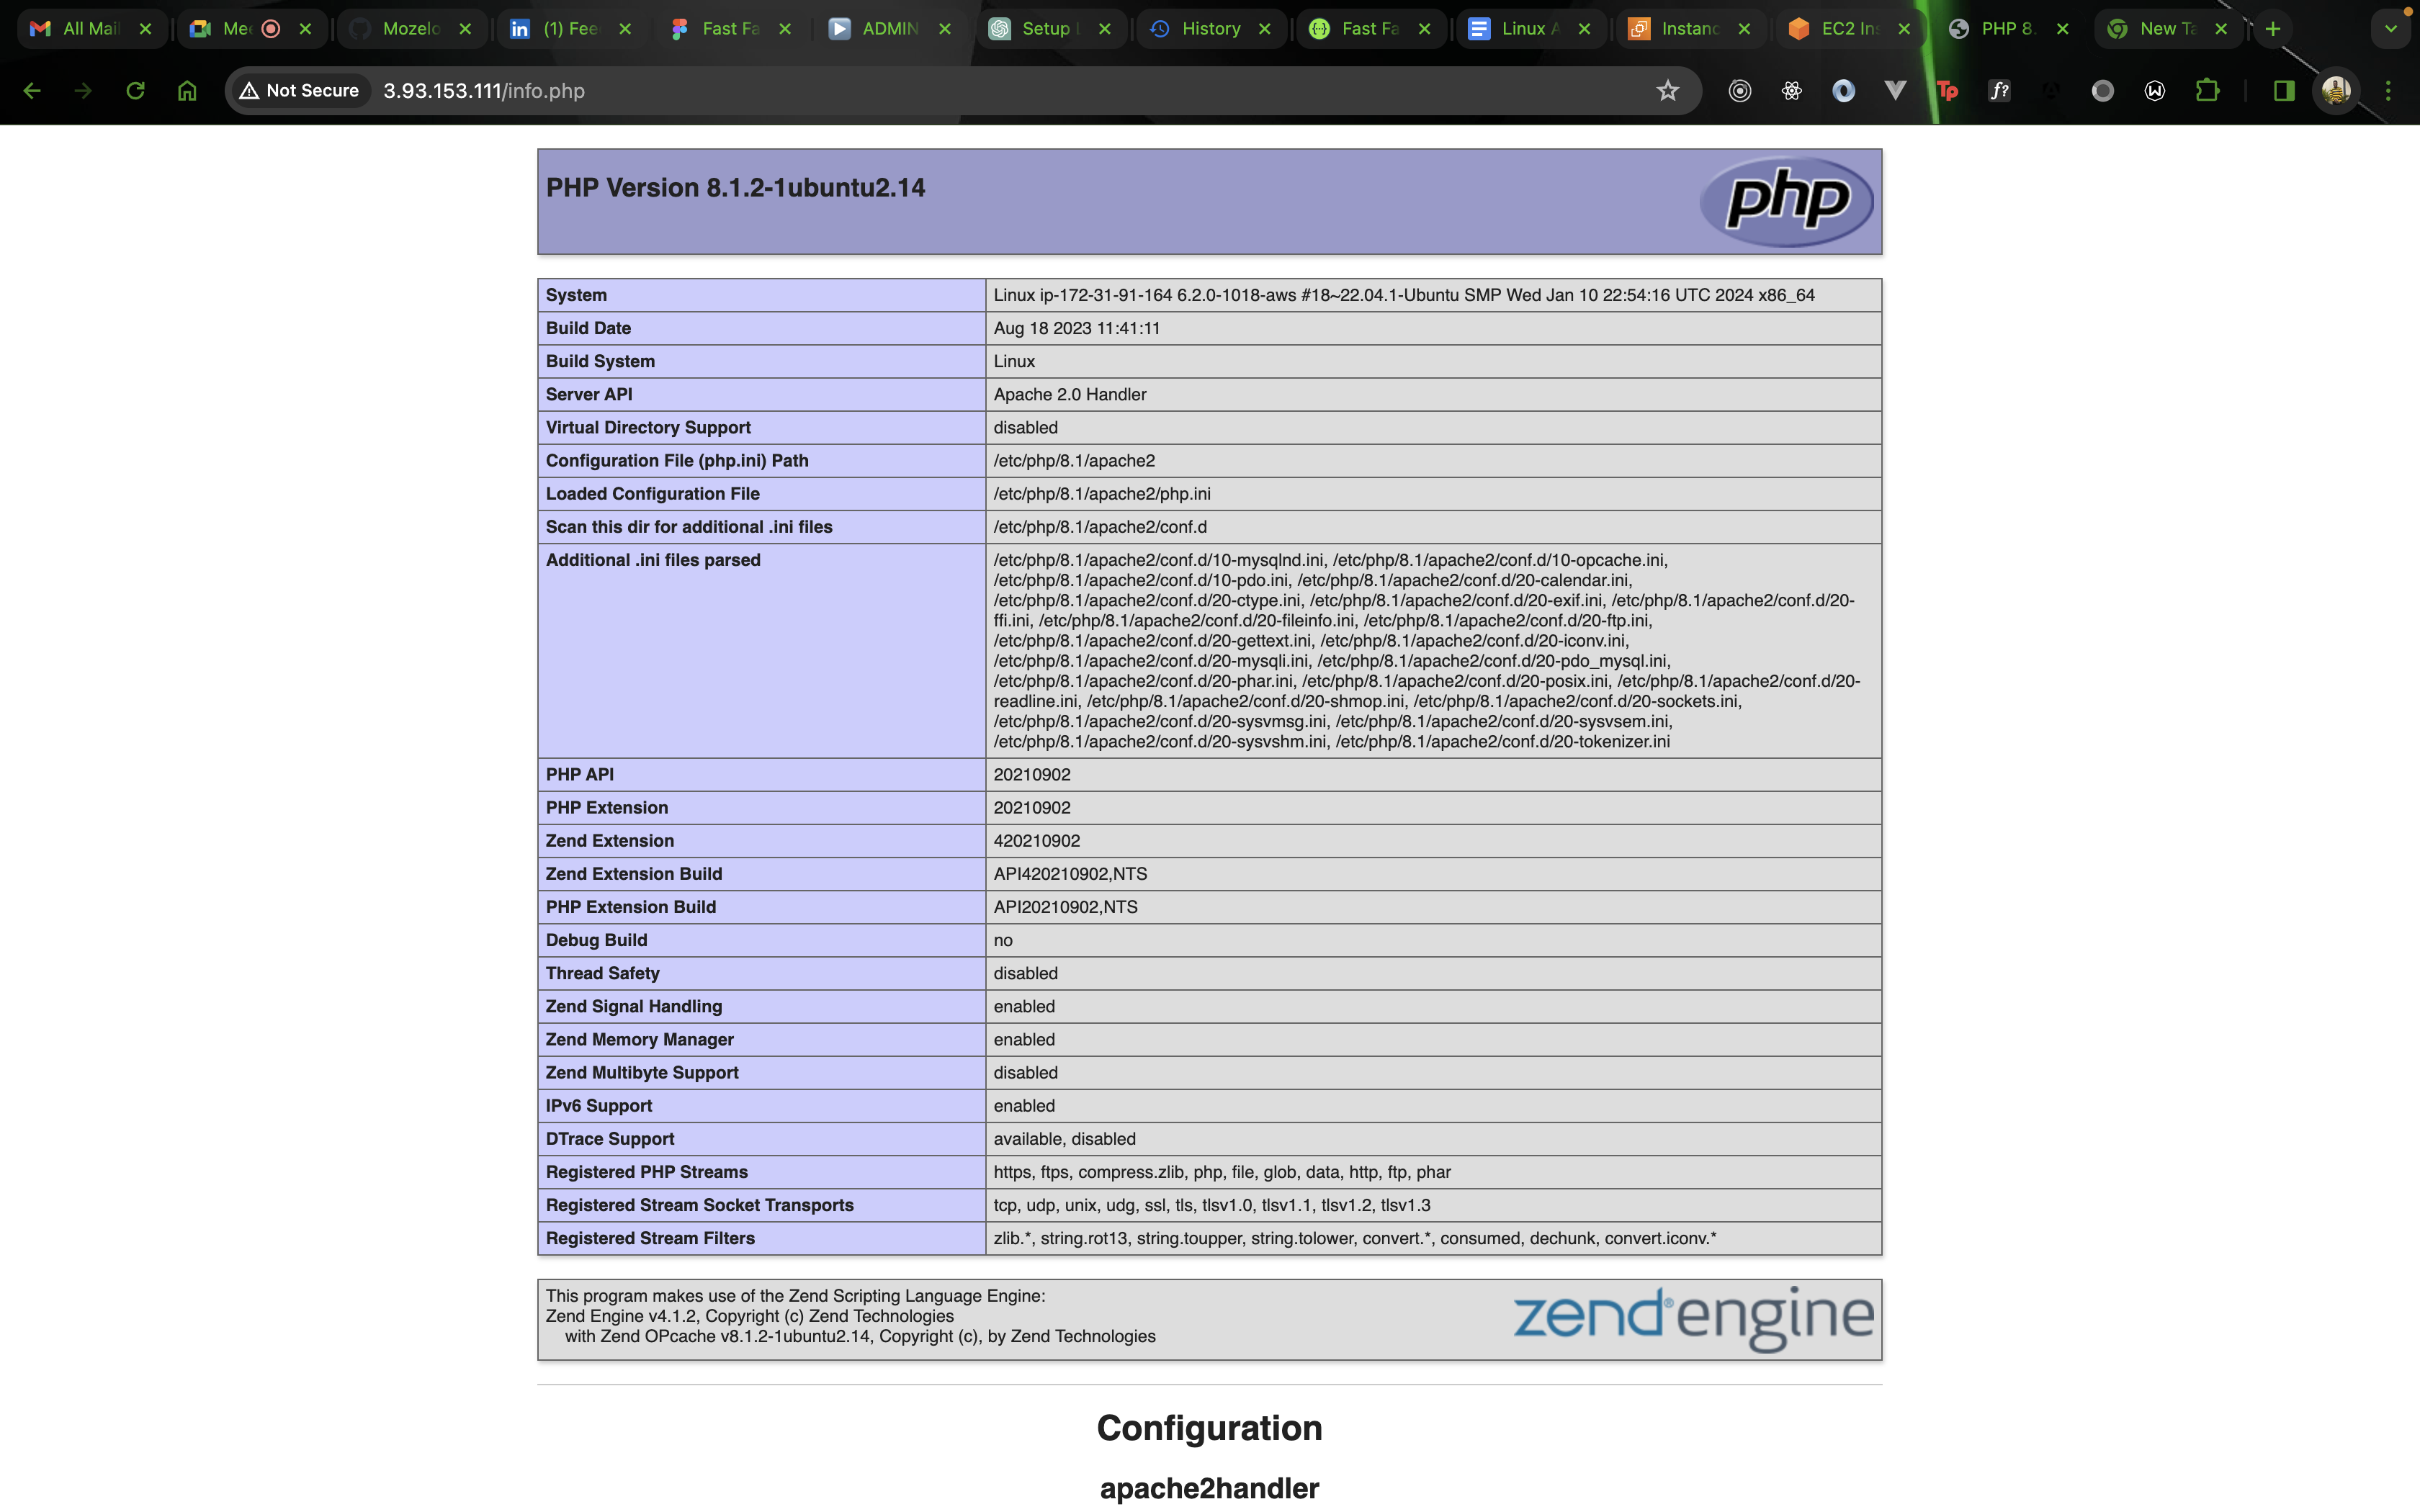 All Mail
Mee
Mozelo
(1) Fee
Fast Fa
ADMIN
Setup L
History
Fast Fa
Linux A
Instanc
EC2 Ins
PHP 8.
New Ta
Not Secure 3.93.153.111/info.php
Tp
f?
PHP Version 8.1.2-1ubuntu2.14
php
System Linux ip-172-31-91-164 6.2.0-1018-aws #18~22.04.1-Ubuntu SMP Wed Jan 10 22:54:16 UTC 2024 x86_64
Build Date Aug 18 2023 11:41:11
Build System Linux
Server API Apache 2.0 Handler
Virtual Directory Support disabled
Configuration File (php.ini) Path /etc/php/8.1/apache2
Loaded Configuration File /etc/php/8.1/apache2/php.ini
Scan this dir for additional .ini files /etc/php/8.1/apache2/conf.d
Additional .ini files parsed /etc/php/8.1/apache2/conf.d/10-mysqlnd.ini, /etc/php/8.1/apache2/conf.d/10-opcache.ini,
/etc/php/8.1/apache2/conf.d/10-pdo.ini, /etc/php/8.1/apache2/conf.d/20-calendar.ini,
/etc/php/8.1/apache2/conf.d/20-ctype.ini, /etc/php/8.1/apache2/conf.d/20-exif.ini, /etc/php/8.1/apache2/conf.d/20-
ffi.ini, /etc/php/8.1/apache2/conf.d/20-fileinfo.ini, /etc/php/8.1/apache2/conf.d/20-ftp.ini,
/etc/php/8.1/apache2/conf.d/20-gettext.ini, /etc/php/8.1/apache2/conf.d/20-iconv.ini,
/etc/php/8.1/apache2/conf.d/20-mysqli.ini, /etc/php/8.1/apache2/conf.d/20-pdo_mysql.ini,
/etc/php/8.1/apache2/conf.d/20-phar.ini, /etc/php/8.1/apache2/conf.d/20-posix.ini, /etc/php/8.1/apache2/conf.d/20-
readline.ini, /etc/php/8.1/apache2/conf.d/20-shmop.ini, /etc/php/8.1/apache2/conf.d/20-sockets.ini,
/etc/php/8.1/apache2/conf.d/20-sysvmsg.ini, /etc/php/8.1/apache2/conf.d/20-sysvsem.ini,
/etc/php/8.1/apache2/conf.d/20-sysvshm.ini, /etc/php/8.1/apache2/conf.d/20-tokenizer.ini
PHP API 20210902
PHP Extension 20210902
Zend Extension 420210902
Zend Extension Build API420210902,NTS
PHP Extension Build API20210902,NTS
Debug Build no
Thread Safety disabled
Zend Signal Handling enabled
Zend Memory Manager enabled
Zend Multibyte Support disabled
IPv6 Support enabled
DTrace Support available, disabled
Registered PHP Streams https, ftps, compress.zlib, php, file, glob, data, http, ftp, phar
Registered Stream Socket Transports tcp, udp, unix, udg, ssl, tls, tlsv1.0, tlsv1.1, tlsv1.2, tlsv1.3
Registered Stream Filters zlib.*, string.rot13, string.toupper, string.tolower, convert.*, consumed, dechunk, convert.iconv.*
This program makes use of the Zend Scripting Language Engine:
Zend Engine v4.1.2, Copyright (c) Zend Technologies
with Zend OPcache v8.1.2-1ubuntu2.14, Copyright (c), by Zend Technologies
zend®engine
Configuration
apache2handler